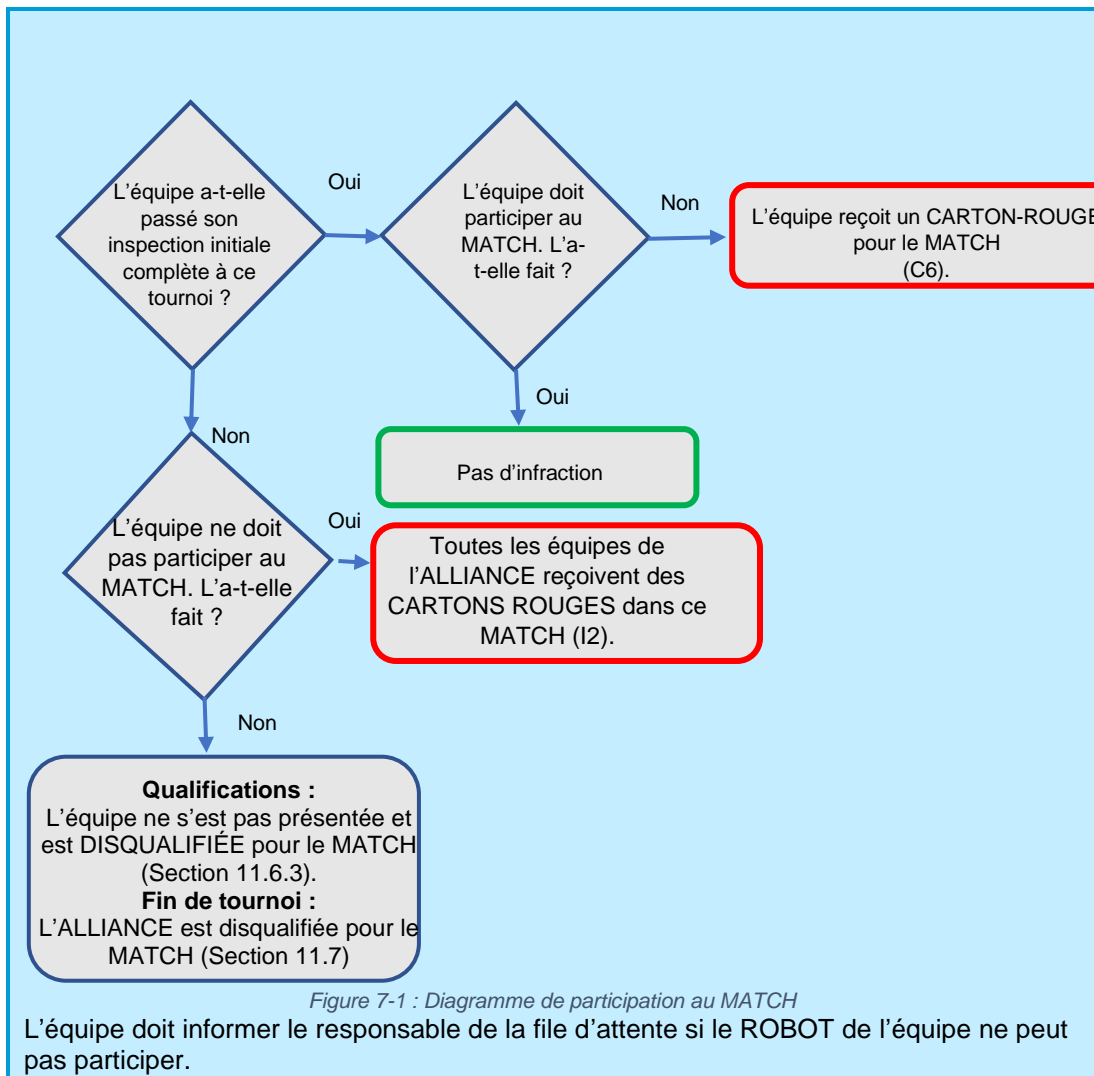 L'équipe a-t-elle
passé son
inspection initiale
complète à ce
tournoi ?
Oui
L'équipe doit
participer au
MATCH. L'a-
t-elle fait ?
Non
L'équipe reçoit un CARTON-ROUGE
pour le MATCH
(C6).
Oui
Pas d'infraction
Non
L'équipe ne doit
pas participer au
MATCH. L'a-t-elle
fait ?
Oui
Toutes les équipes de
l'ALLIANCE reçoivent des
CARTONS ROUGES dans ce
MATCH (I2).
Non
Qualifications :
L'équipe ne s'est pas présentée et
est DISQUALIFIÉE pour le MATCH
(Section 11.6.3).
Fin de tournoi :
L'ALLIANCE est disqualifiée pour le
MATCH (Section 11.7)
Figure 7-1 : Diagramme de participation au MATCH
L'équipe doit informer le responsable de la file d'attente si le ROBOT de l'équipe ne peut
pas participer.